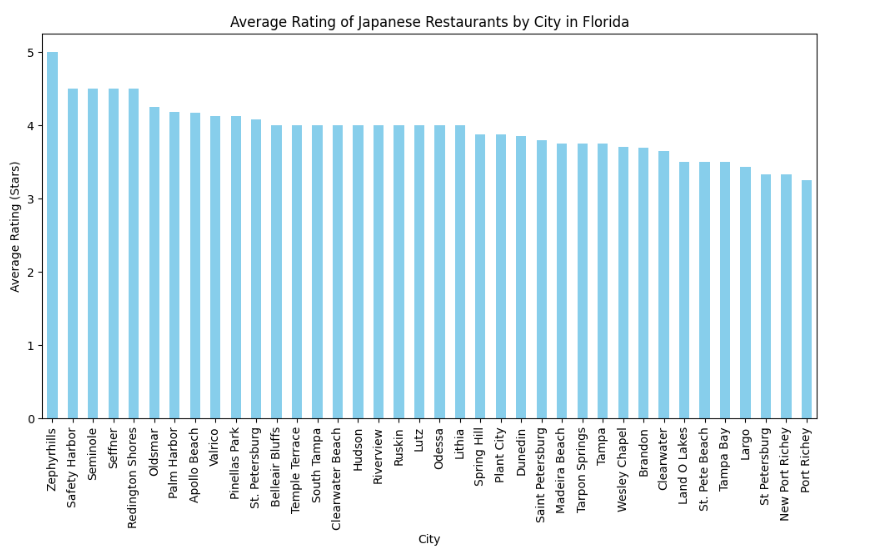 Average Rating of Japanese Restaurants by City in Florida
Average Rating (Stars)
5
4
3
2
1
0
Zephyrhills
Safety Harbor
Seminole
Seffner
Redington Shores
Oldsmar
Palm Harbor
Apollo Beach
Valrico
Pinellas Park
St. Petersburg
Belleair Bluffs
Temple Terrace
South Tampa
Clearwater Beach
Hudson
Riverview
Ruskin
Lutz
Odessa
Lithia
Spring Hill
Plant City
Dunedin
Saint Petersburg
Madeira Beach
Tarpon Springs
Tampa
Wesley Chapel
Brandon
Clearwater
Land O Lakes
St. Pete Beach
Tampa Bay
Largo
St Petersburg
New Port Richey
Port Richey
City